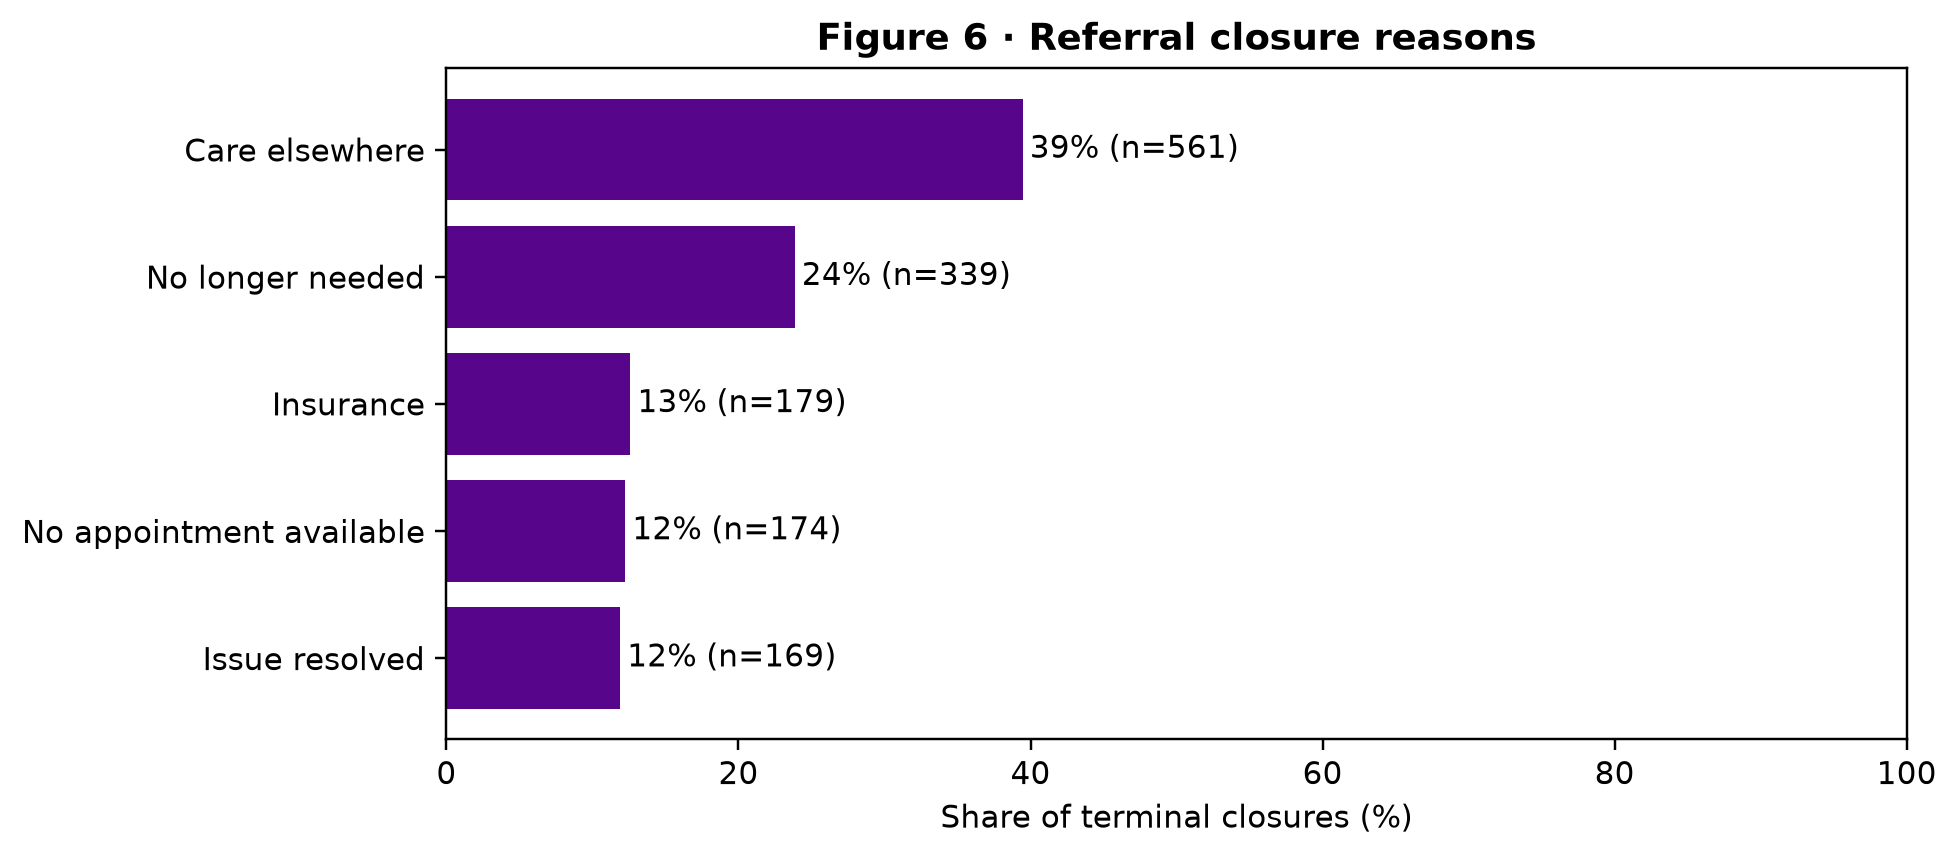 Figure 6 · Referral closure reasons
Care elsewhere
39% (n=561)
No longer needed
24% (n=339)
Insurance
13% (n=179)
No appointment available
12% (n=174)
Issue resolved
12% (n=169)
0 20 40 60 80 100
Share of terminal closures (%)